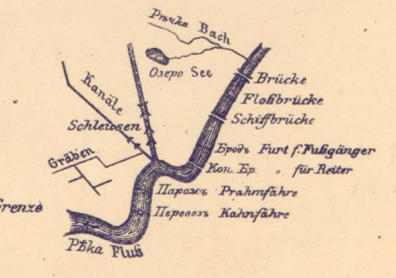 Рѣчка Bach
Озеро See
Kanäle
Schleusen
Gräben
Brücke
Floßbrücke
Schiffbrücke
Бродъ Furt f. Fußgänger
Кон. Бр. „ für Reiter
Паромъ Prahmfähre
Перевозъ Kahnfähre
grenze
Рѣка Fluß